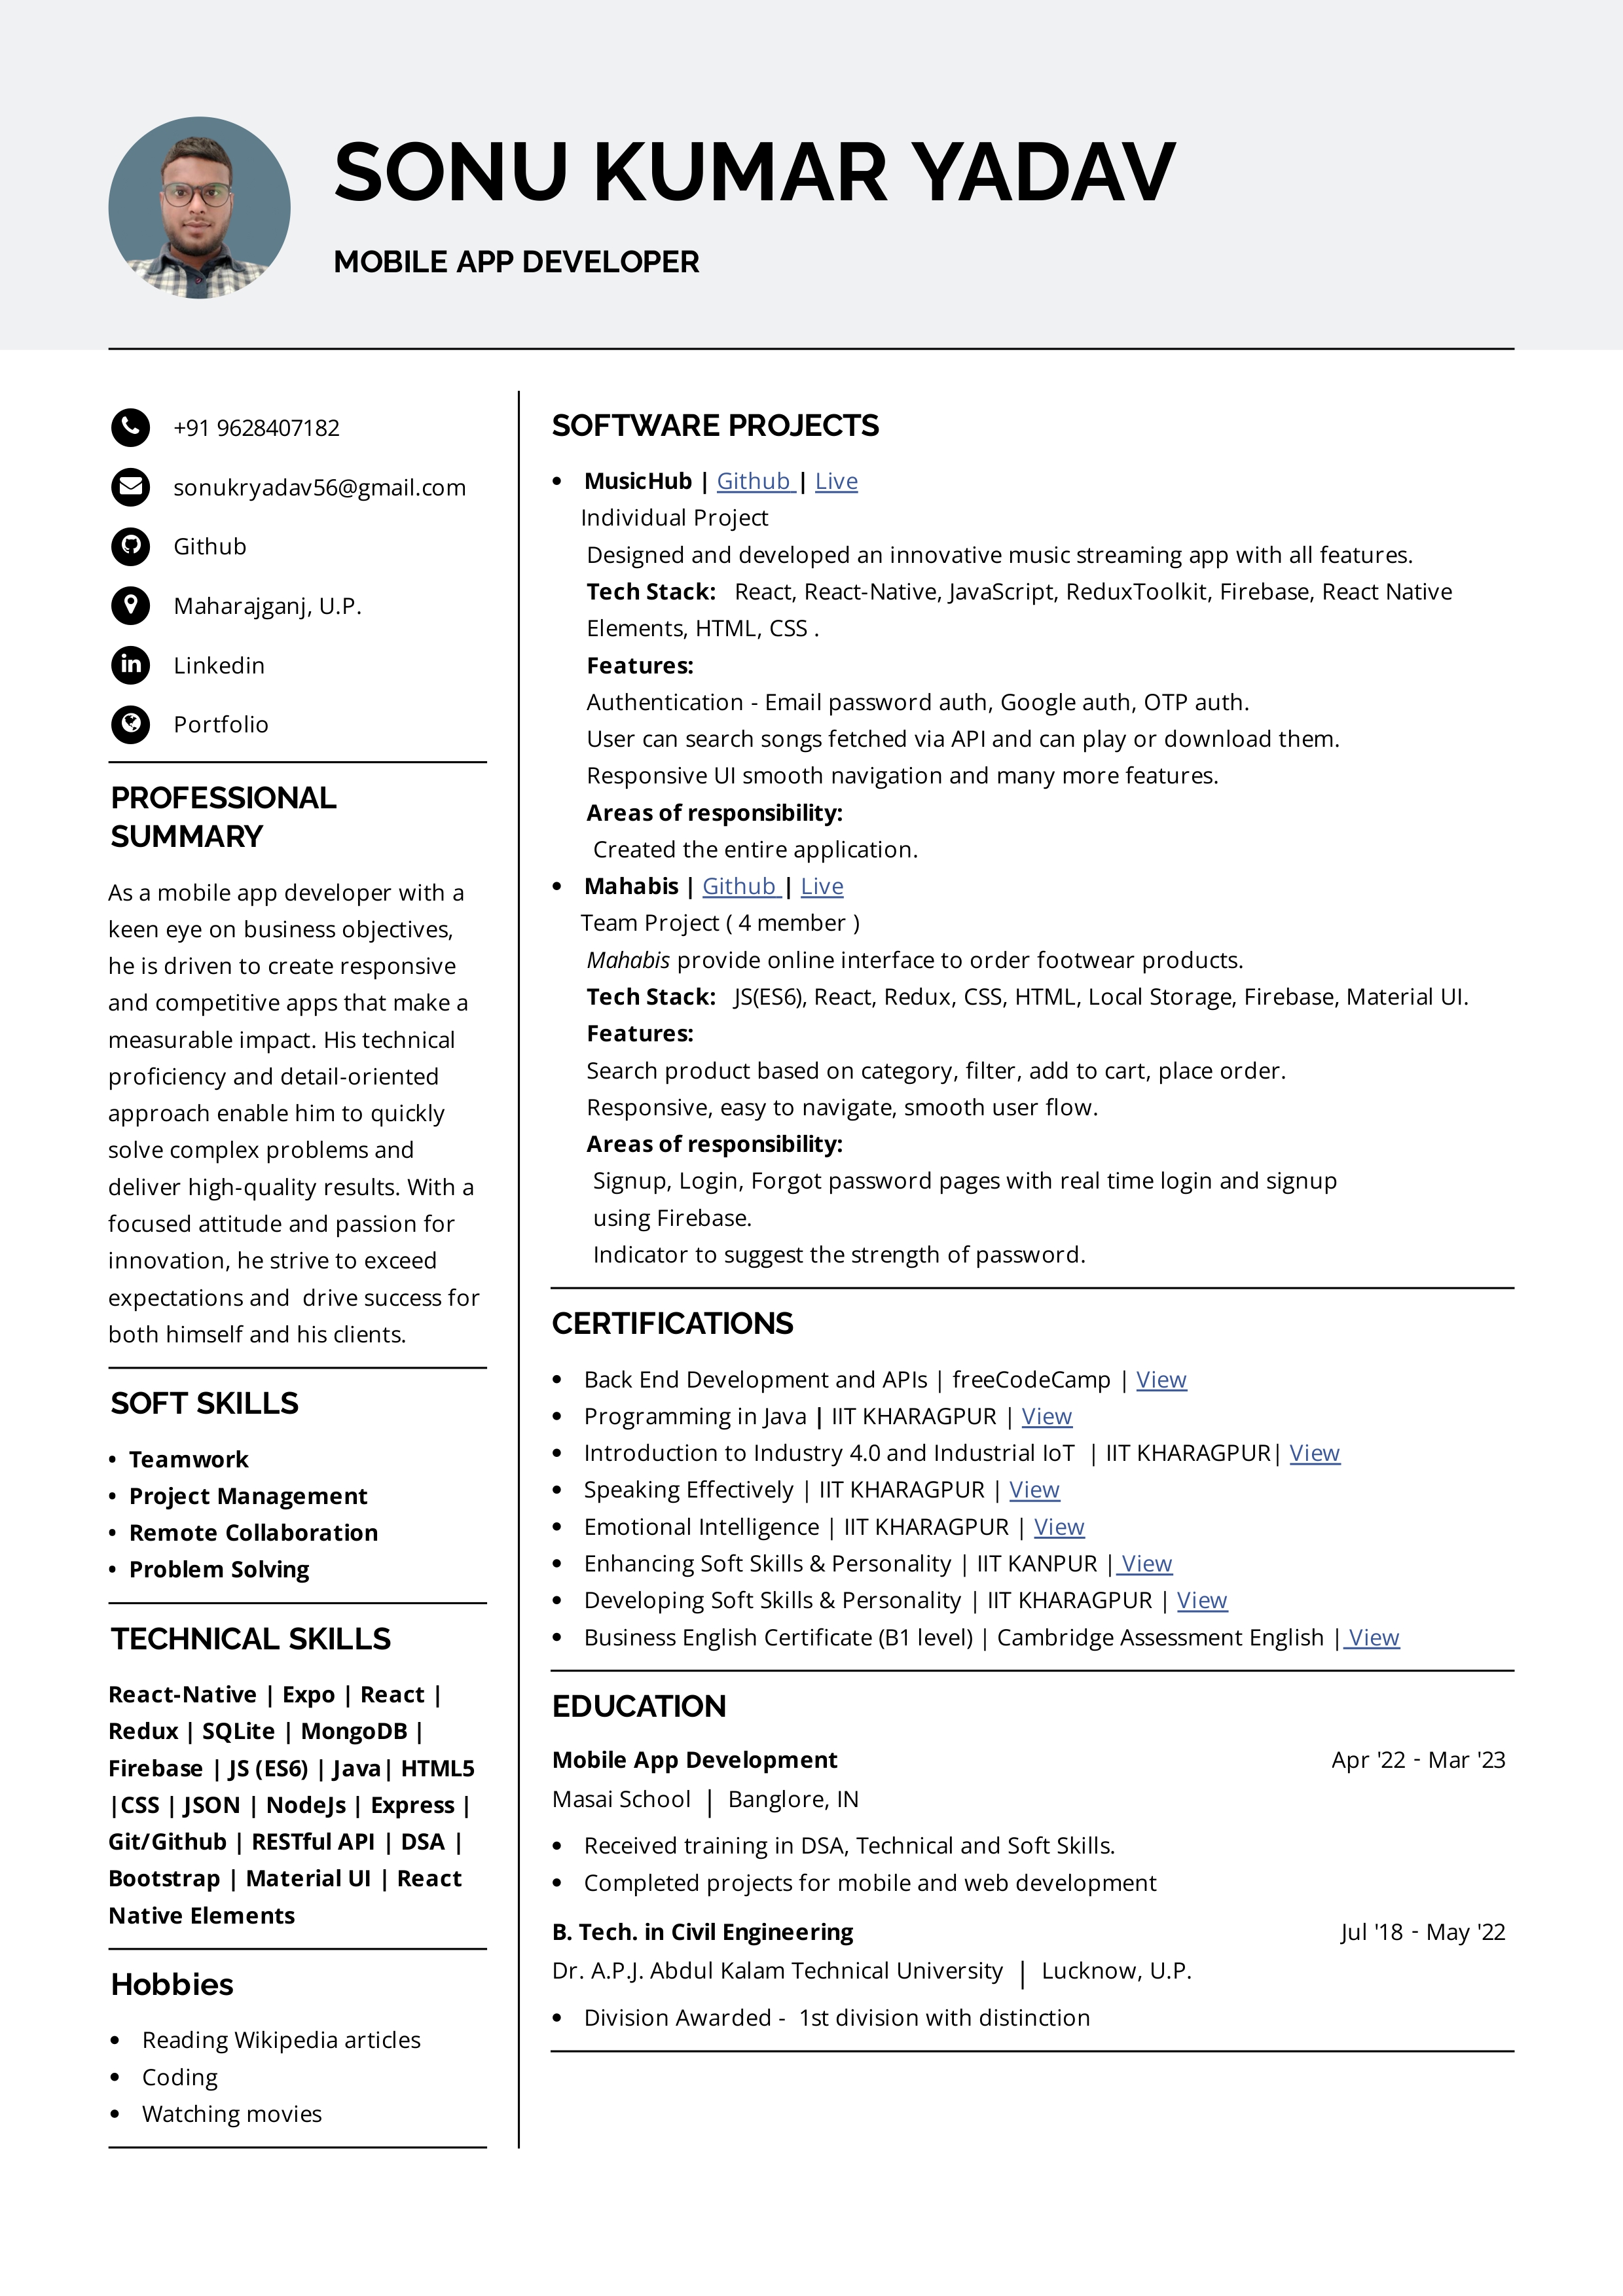 SONU KUMAR YADAV
MOBILE APP DEVELOPER
+91 9628407182
sonukryadav56@gmail.com
Github
Maharajganj, U.P.
Linkedin
Portfolio
PROFESSIONAL
SUMMARY
As a mobile app developer with a
keen eye on business objectives,
he is driven to create responsive
and competitive apps that make a
measurable impact. His technical
proficiency and detail-oriented
approach enable him to quickly
solve complex problems and
deliver high-quality results. With a
focused attitude and passion for
innovation, he strive to exceed
expectations and  drive success for
both himself and his clients.
SOFT SKILLS
• Teamwork
• Project Management
• Remote Collaboration
• Problem Solving
TECHNICAL SKILLS
React-Native | Expo | React |
Redux | SQLite | MongoDB |
Firebase | JS (ES6) | Java| HTML5
|CSS | JSON | NodeJs | Express |
Git/Github | RESTful API | DSA |
Bootstrap | Material UI | React
Native Elements
Hobbies
• Reading Wikipedia articles
• Coding
• Watching movies
SOFTWARE PROJECTS
• MusicHub | Github | Live
Individual Project
Designed and developed an innovative music streaming app with all features.
Tech Stack: React, React-Native, JavaScript, ReduxToolkit, Firebase, React Native
Elements, HTML, CSS .
Features:
Authentication - Email password auth, Google auth, OTP auth.
User can search songs fetched via API and can play or download them.
Responsive UI smooth navigation and many more features.
Areas of responsibility:
Created the entire application.
• Mahabis | Github | Live
Team Project ( 4 member )
Mahabis provide online interface to order footwear products.
Tech Stack: JS(ES6), React, Redux, CSS, HTML, Local Storage, Firebase, Material UI.
Features:
Search product based on category, filter, add to cart, place order.
Responsive, easy to navigate, smooth user flow.
Areas of responsibility:
Signup, Login, Forgot password pages with real time login and signup
using Firebase.
Indicator to suggest the strength of password.
CERTIFICATIONS
• Back End Development and APIs | freeCodeCamp | View
• Programming in Java | IIT KHARAGPUR | View
• Introduction to Industry 4.0 and Industrial IoT | IIT KHARAGPUR| View
• Speaking Effectively | IIT KHARAGPUR | View
• Emotional Intelligence | IIT KHARAGPUR | View
• Enhancing Soft Skills & Personality | IIT KANPUR | View
• Developing Soft Skills & Personality | IIT KHARAGPUR | View
• Business English Certificate (B1 level) | Cambridge Assessment English | View
EDUCATION
Mobile App Development Apr '22 - Mar '23
Masai School | Banglore, IN
• Received training in DSA, Technical and Soft Skills.
• Completed projects for mobile and web development
B. Tech. in Civil Engineering Jul '18 - May '22
Dr. A.P.J. Abdul Kalam Technical University | Lucknow, U.P.
• Division Awarded -  1st division with distinction